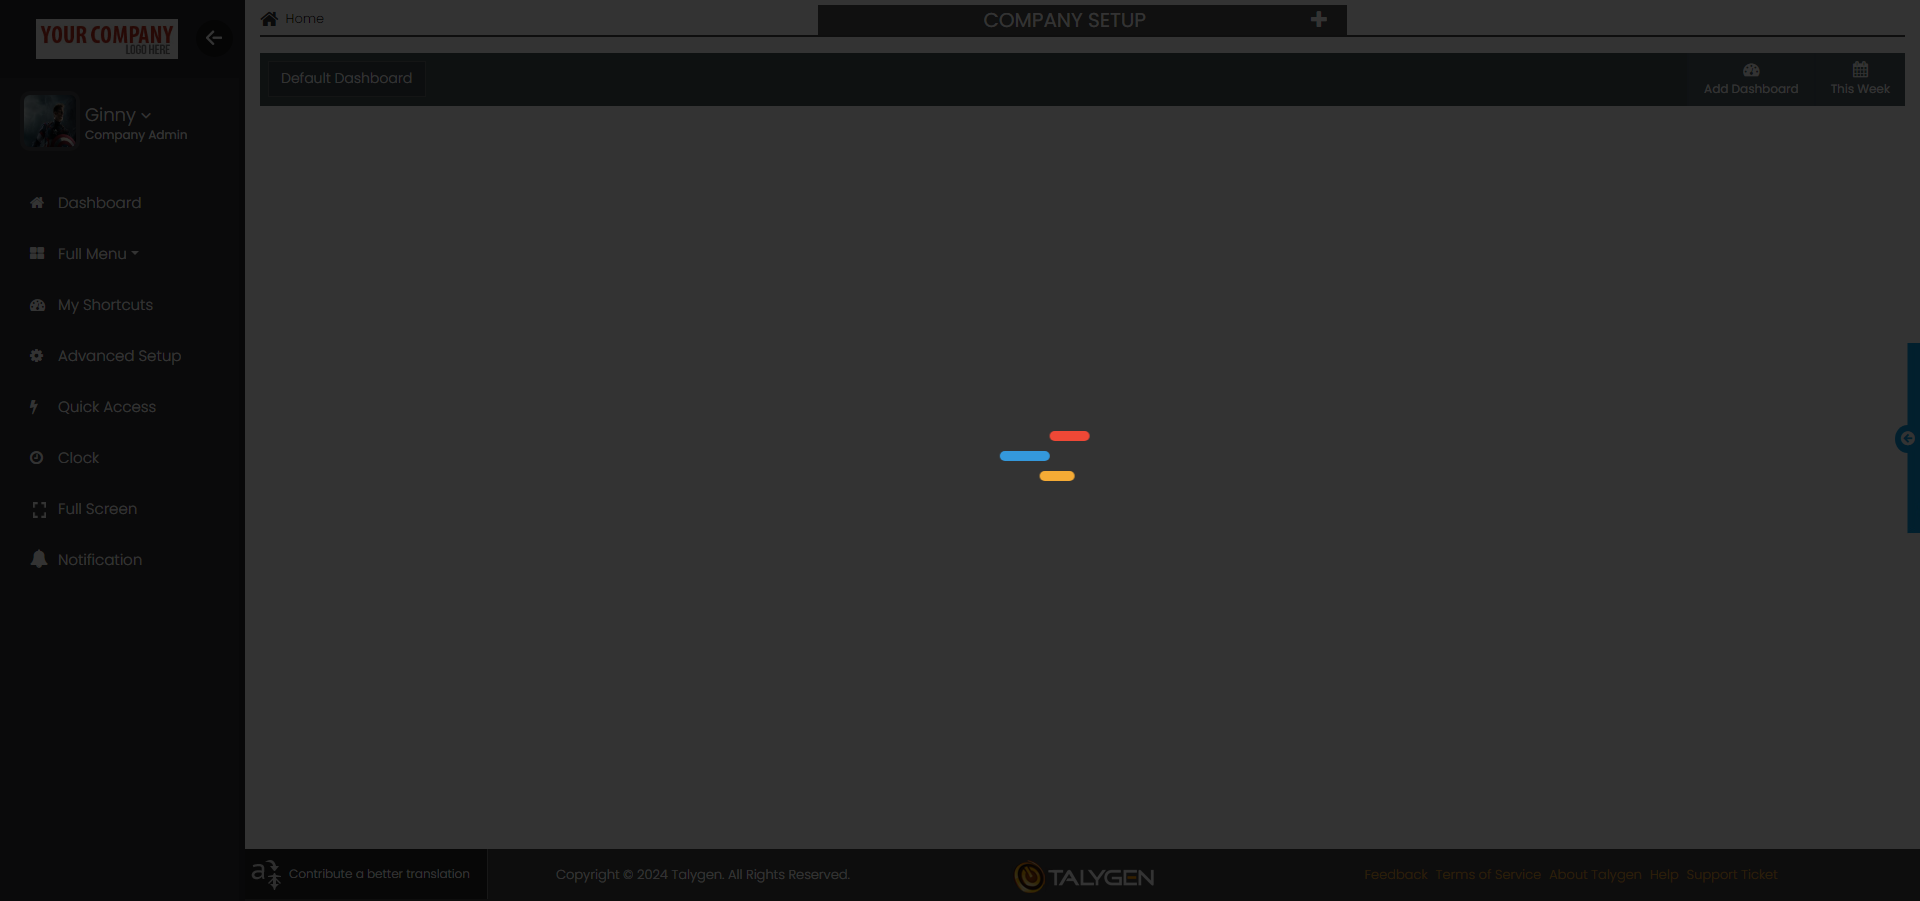 YOUR COMPANY
LOGO HERE
Ginny
Company Admin
Dashboard
Full Menu
My Shortcuts
Advanced Setup
Quick Access
Clock
Full Screen
Notification
Home
COMPANY SETUP
Default Dashboard
Add Dashboard
This Week
Contribute a better translation
Copyright © 2024 Talygen. All Rights Reserved.
TALYGEN
Feedback Terms of Service About Talygen Help Support Ticket